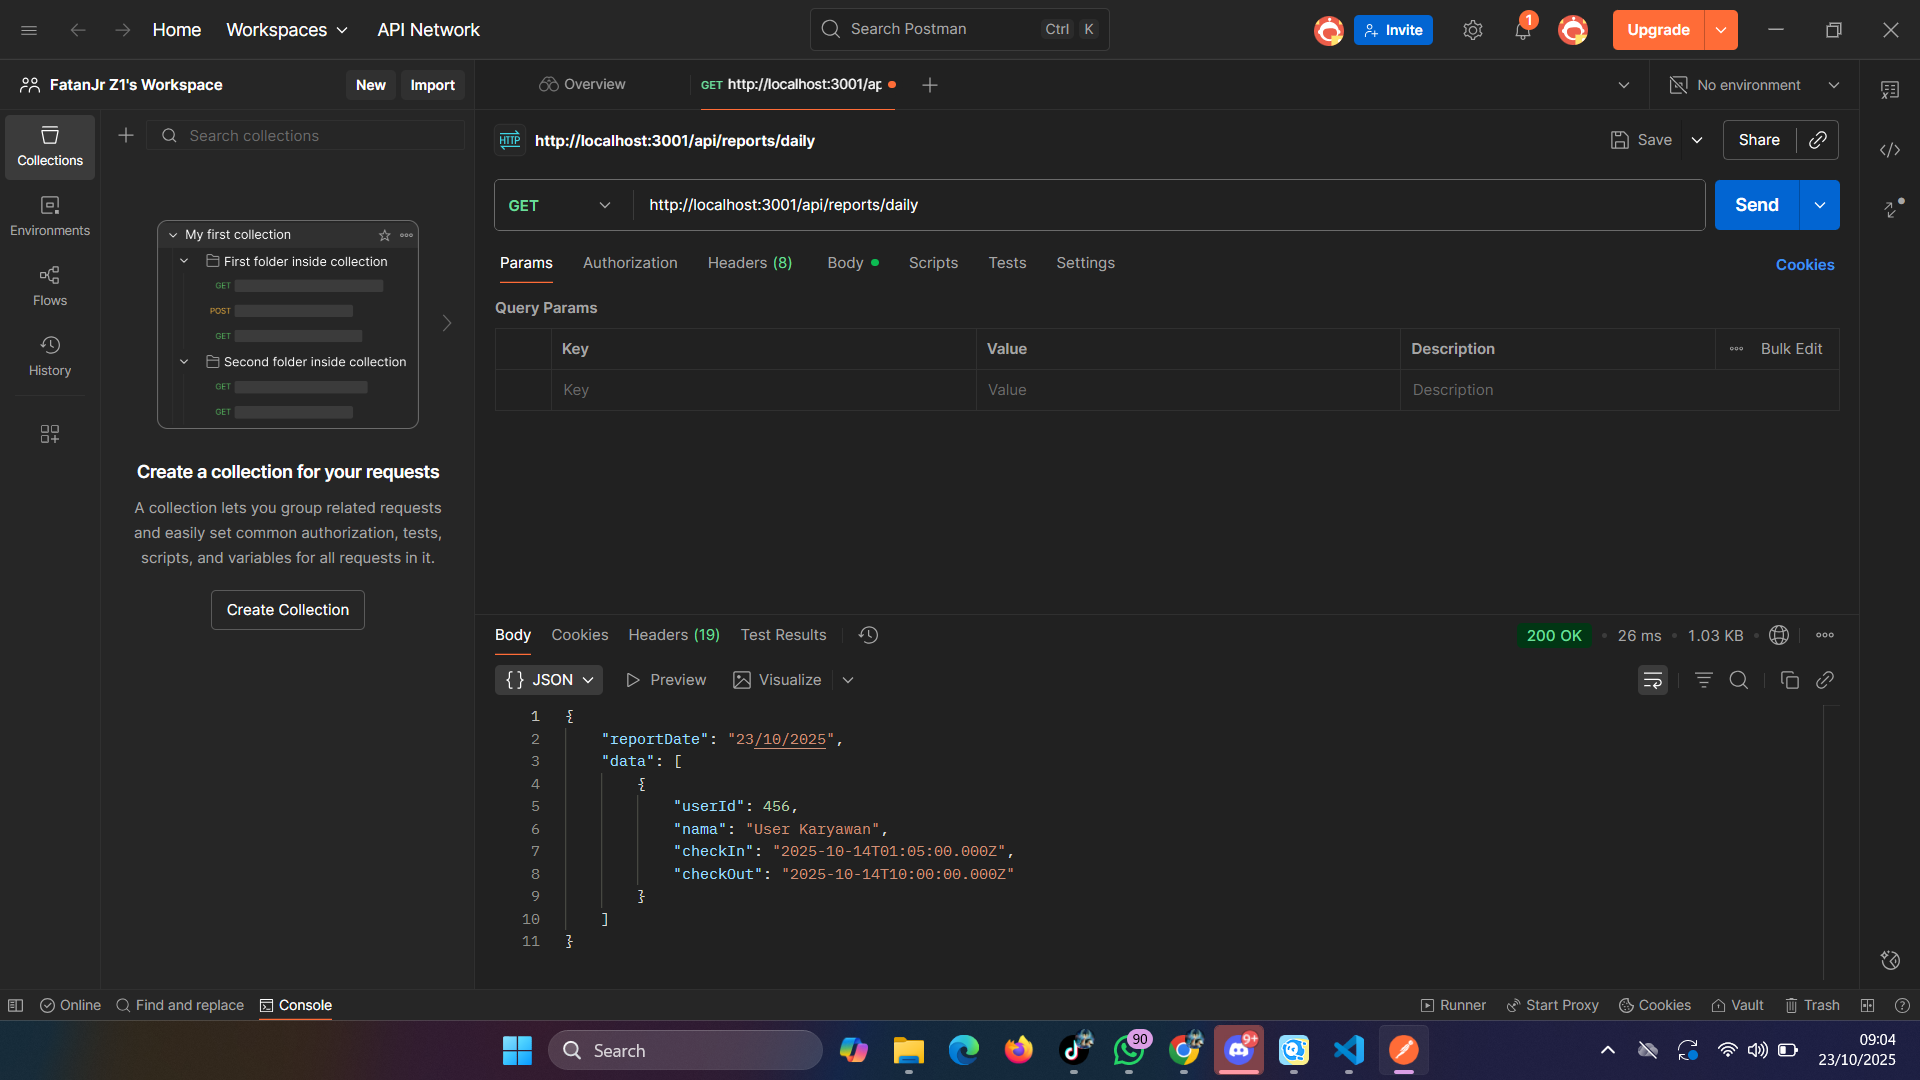 Home
Workspaces
API Network
Search Postman
Ctrl
K
Invite
1
Upgrade
FatanJr Z1's Workspace
New
Import
Overview
GET http://localhost:3001/ap
No environment
Collections
Environments
Flows
History
Search collections
My first collection
First folder inside collection
GET
POST
GET
Second folder inside collection
GET
GET
Create a collection for your requests
A collection lets you group related requests
and easily set common authorization, tests,
scripts, and variables for all requests in it.
Create Collection
HTTP
http://localhost:3001/api/reports/daily
Save
Share
GET
http://localhost:3001/api/reports/daily
Send
Params
Authorization
Headers (8)
Body
Scripts
Tests
Settings
Cookies
Query Params
Key
Value
Description
Bulk Edit
Key
Value
Description
Body
Cookies
Headers (19)
Test Results
200 OK
26 ms
1.03 KB
{} JSON
Preview
Visualize
1 {
2 "reportDate": "23/10/2025",
3 "data": [
4 {
5 "userId": 456,
6 "nama": "User Karyawan",
7 "checkIn": "2025-10-14T01:05:00.000Z",
8 "checkOut": "2025-10-14T10:00:00.000Z"
9 }
10 ]
11 }
Online
Find and replace
Console
Runner
Start Proxy
Cookies
Vault
Trash
Search
90
9+
09:04
23/10/2025